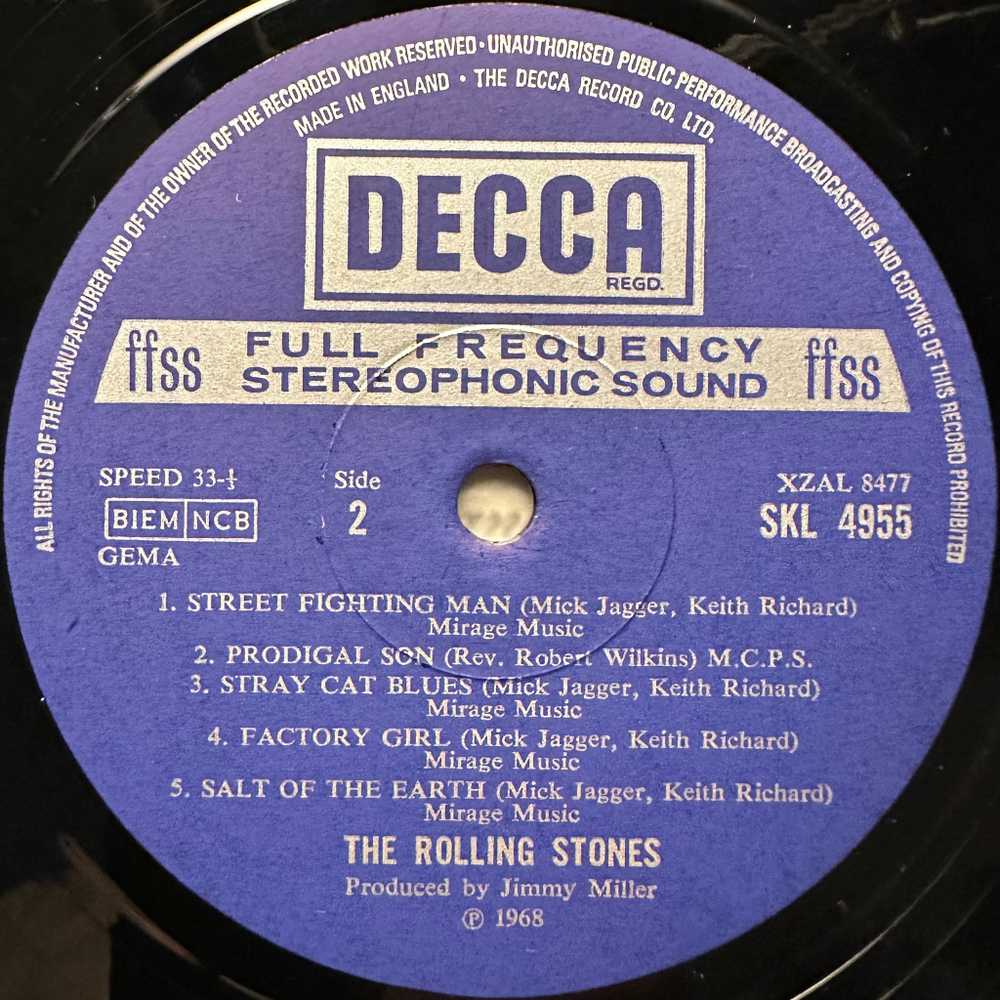 ALL RIGHTS OF THE MANUFACTURER AND OF THE OWNER OF THE RECORDED WORK RESERVED · UNAUTHORISED PUBLIC PERFORMANCE BROADCASTING AND COPYING OF THIS RECORD PROHIBITED
MADE IN ENGLAND · THE DECCA RECORD CO. LTD.
DECCA
REGD.
ffss FULL FREQUENCY ffss
STEREOPHONIC SOUND
SPEED 33-⅓ Side XZAL 8477
BIEM NCB 2 SKL 4955
GEMA
1. STREET FIGHTING MAN (Mick Jagger, Keith Richard)
Mirage Music
2. PRODIGAL SON (Rev. Robert Wilkins) M.C.P.S.
3. STRAY CAT BLUES (Mick Jagger, Keith Richard)
Mirage Music
4. FACTORY GIRL (Mick Jagger, Keith Richard)
Mirage Music
5. SALT OF THE EARTH (Mick Jagger, Keith Richard)
Mirage Music
THE ROLLING STONES
Produced by Jimmy Miller
℗ 1968